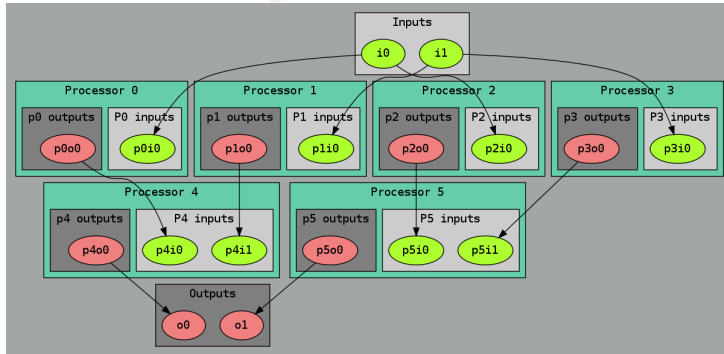 Inputs
i0 i1
Processor 0 Processor 1 Processor 2 Processor 3
p0 outputs P0 inputs p1 outputs P1 inputs p2 outputs P2 inputs p3 outputs P3 inputs
p0o0 p0i0 p1o0 p1i0 p2o0 p2i0 p3o0 p3i0
Processor 4 Processor 5
p4 outputs P4 inputs p5 outputs P5 inputs
p4o0 p4i0 p4i1 p5o0 p5i0 p5i1
Outputs
o0 o1